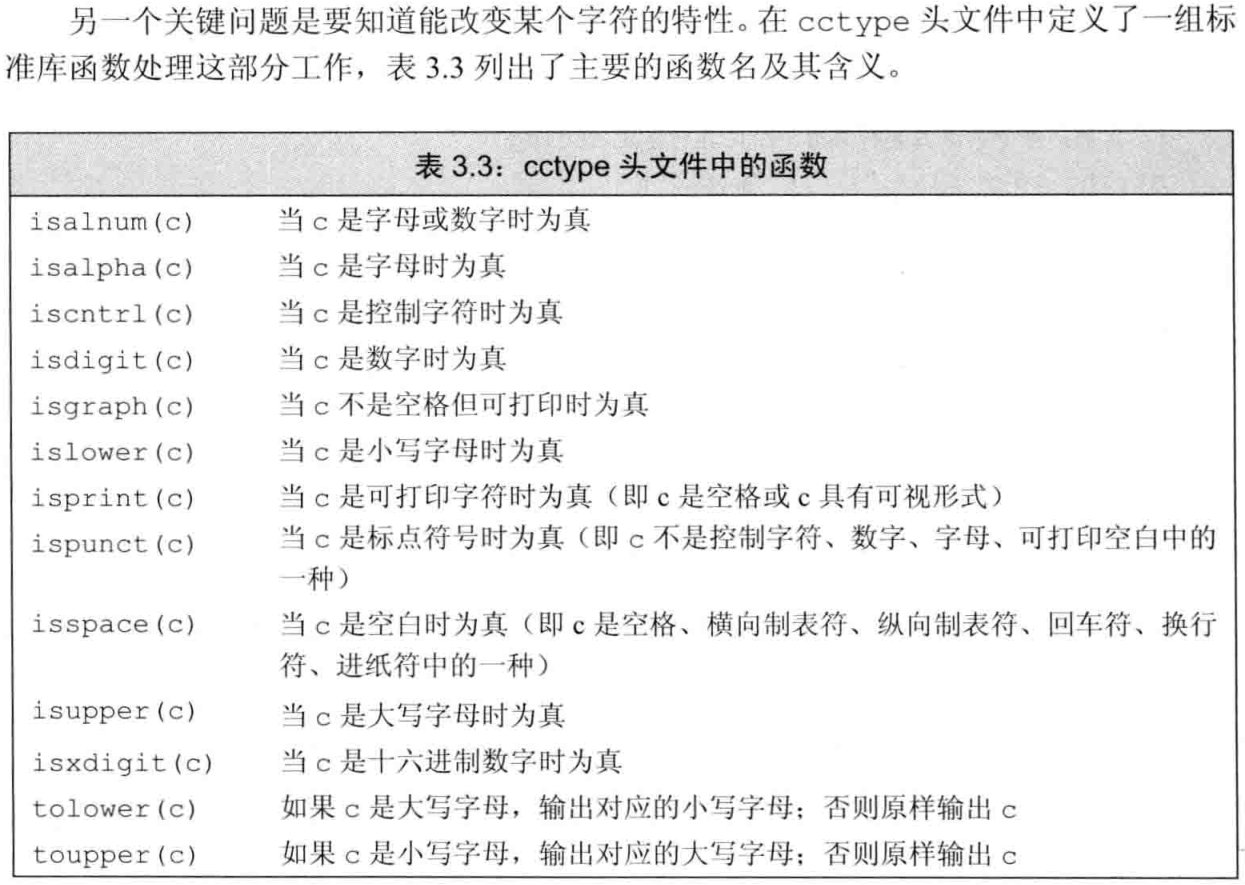 另一个关键问题是要知道能改变某个字符的特性。在 cctype 头文件中定义了一组标
准库函数处理这部分工作，表 3.3 列出了主要的函数名及其含义。
表 3.3：cctype 头文件中的函数
isalnum(c) 当 c 是字母或数字时为真
isalpha(c) 当 c 是字母时为真
iscntrl(c) 当 c 是控制字符时为真
isdigit(c) 当 c 是数字时为真
isgraph(c) 当 c 不是空格但可打印时为真
islower(c) 当 c 是小写字母时为真
isprint(c) 当 c 是可打印字符时为真（即 c 是空格或 c 具有可视形式）
ispunct(c) 当 c 是标点符号时为真（即 c 不是控制字符、数字、字母、可打印空白中的
一种）
isspace(c) 当 c 是空白时为真（即 c 是空格、横向制表符、纵向制表符、回车符、换行
符、进纸符中的一种）
isupper(c) 当 c 是大写字母时为真
isxdigit(c) 当 c 是十六进制数字时为真
tolower(c) 如果 c 是大写字母，输出对应的小写字母；否则原样输出 c
toupper(c) 如果 c 是小写字母，输出对应的大写字母；否则原样输出 c